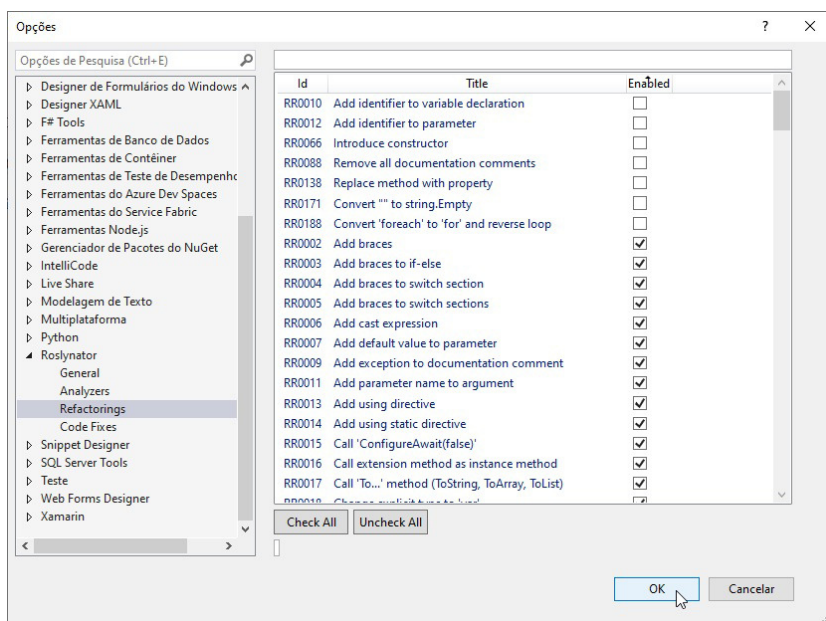 Opções
Opções de Pesquisa (Ctrl+E)
Designer de Formulários do Windows
Designer XAML
F# Tools
Ferramentas de Banco de Dados
Ferramentas de Contêiner
Ferramentas de Teste de Desempenho
Ferramentas do Azure Dev Spaces
Ferramentas do Service Fabric
Ferramentas Node.js
Gerenciador de Pacotes do NuGet
IntelliCode
Live Share
Modelagem de Texto
Multiplataforma
Python
Roslynator
General
Analyzers
Refactorings
Code Fixes
Snippet Designer
SQL Server Tools
Teste
Web Forms Designer
Xamarin
Id Title Enabled
RR0010 Add identifier to variable declaration
RR0012 Add identifier to parameter
RR0066 Introduce constructor
RR0088 Remove all documentation comments
RR0138 Replace method with property
RR0171 Convert "" to string.Empty
RR0188 Convert 'foreach' to 'for' and reverse loop
RR0002 Add braces
RR0003 Add braces to if-else
RR0004 Add braces to switch section
RR0005 Add braces to switch sections
RR0006 Add cast expression
RR0007 Add default value to parameter
RR0009 Add exception to documentation comment
RR0011 Add parameter name to argument
RR0013 Add using directive
RR0014 Add using static directive
RR0015 Call 'ConfigureAwait(false)'
RR0016 Call extension method as instance method
RR0017 Call 'To...' method (ToString, ToArray, ToList)
RR0018 Change explicit type to 'var'
Check All Uncheck All
OK Cancelar